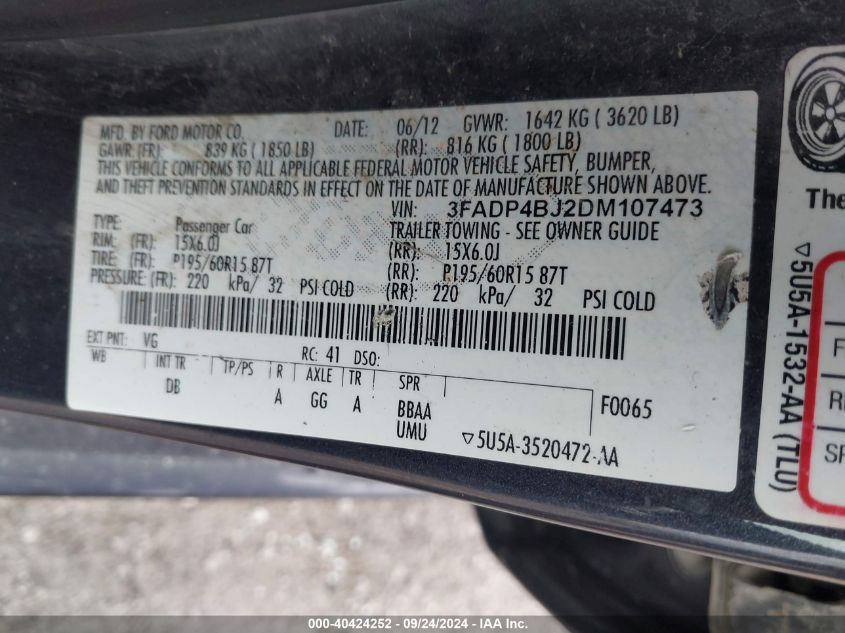 MFD. BY FORD MOTOR CO. DATE: 06/12 GVWR: 1642 KG ( 3620 LB)
GAWR: (FR): 839 KG ( 1850 LB) (RR): 816 KG ( 1800 LB)
THIS VEHICLE CONFORMS TO ALL APPLICABLE FEDERAL MOTOR VEHICLE SAFETY, BUMPER,
AND THEFT PREVENTION STANDARDS IN EFFECT ON THE DATE OF MANUFACTURE SHOWN ABOVE.
VIN: 3FADP4BJ2DM107473
TYPE: Passenger Car TRAILER TOWING - SEE OWNER GUIDE
RIM: (FR): 15X6.0J (RR): 15X6.0J
TIRE: (FR): P195/60R15 87T (RR): P195/60R15 87T
PRESSURE: (FR): 220 kPa/ 32 PSI COLD (RR): 220 kPa/ 32 PSI COLD
EXT PNT: VG RC: 41 DSO:
WB INT TR TP/PS R AXLE TR SPR
DB A GG A BBAA F0065
UMU ▽5U5A-3520472-AA
The
▽5U5A-1532-AA (TLU)
F
RE
SP
000-40424252 - 09/24/2024 - IAA Inc.